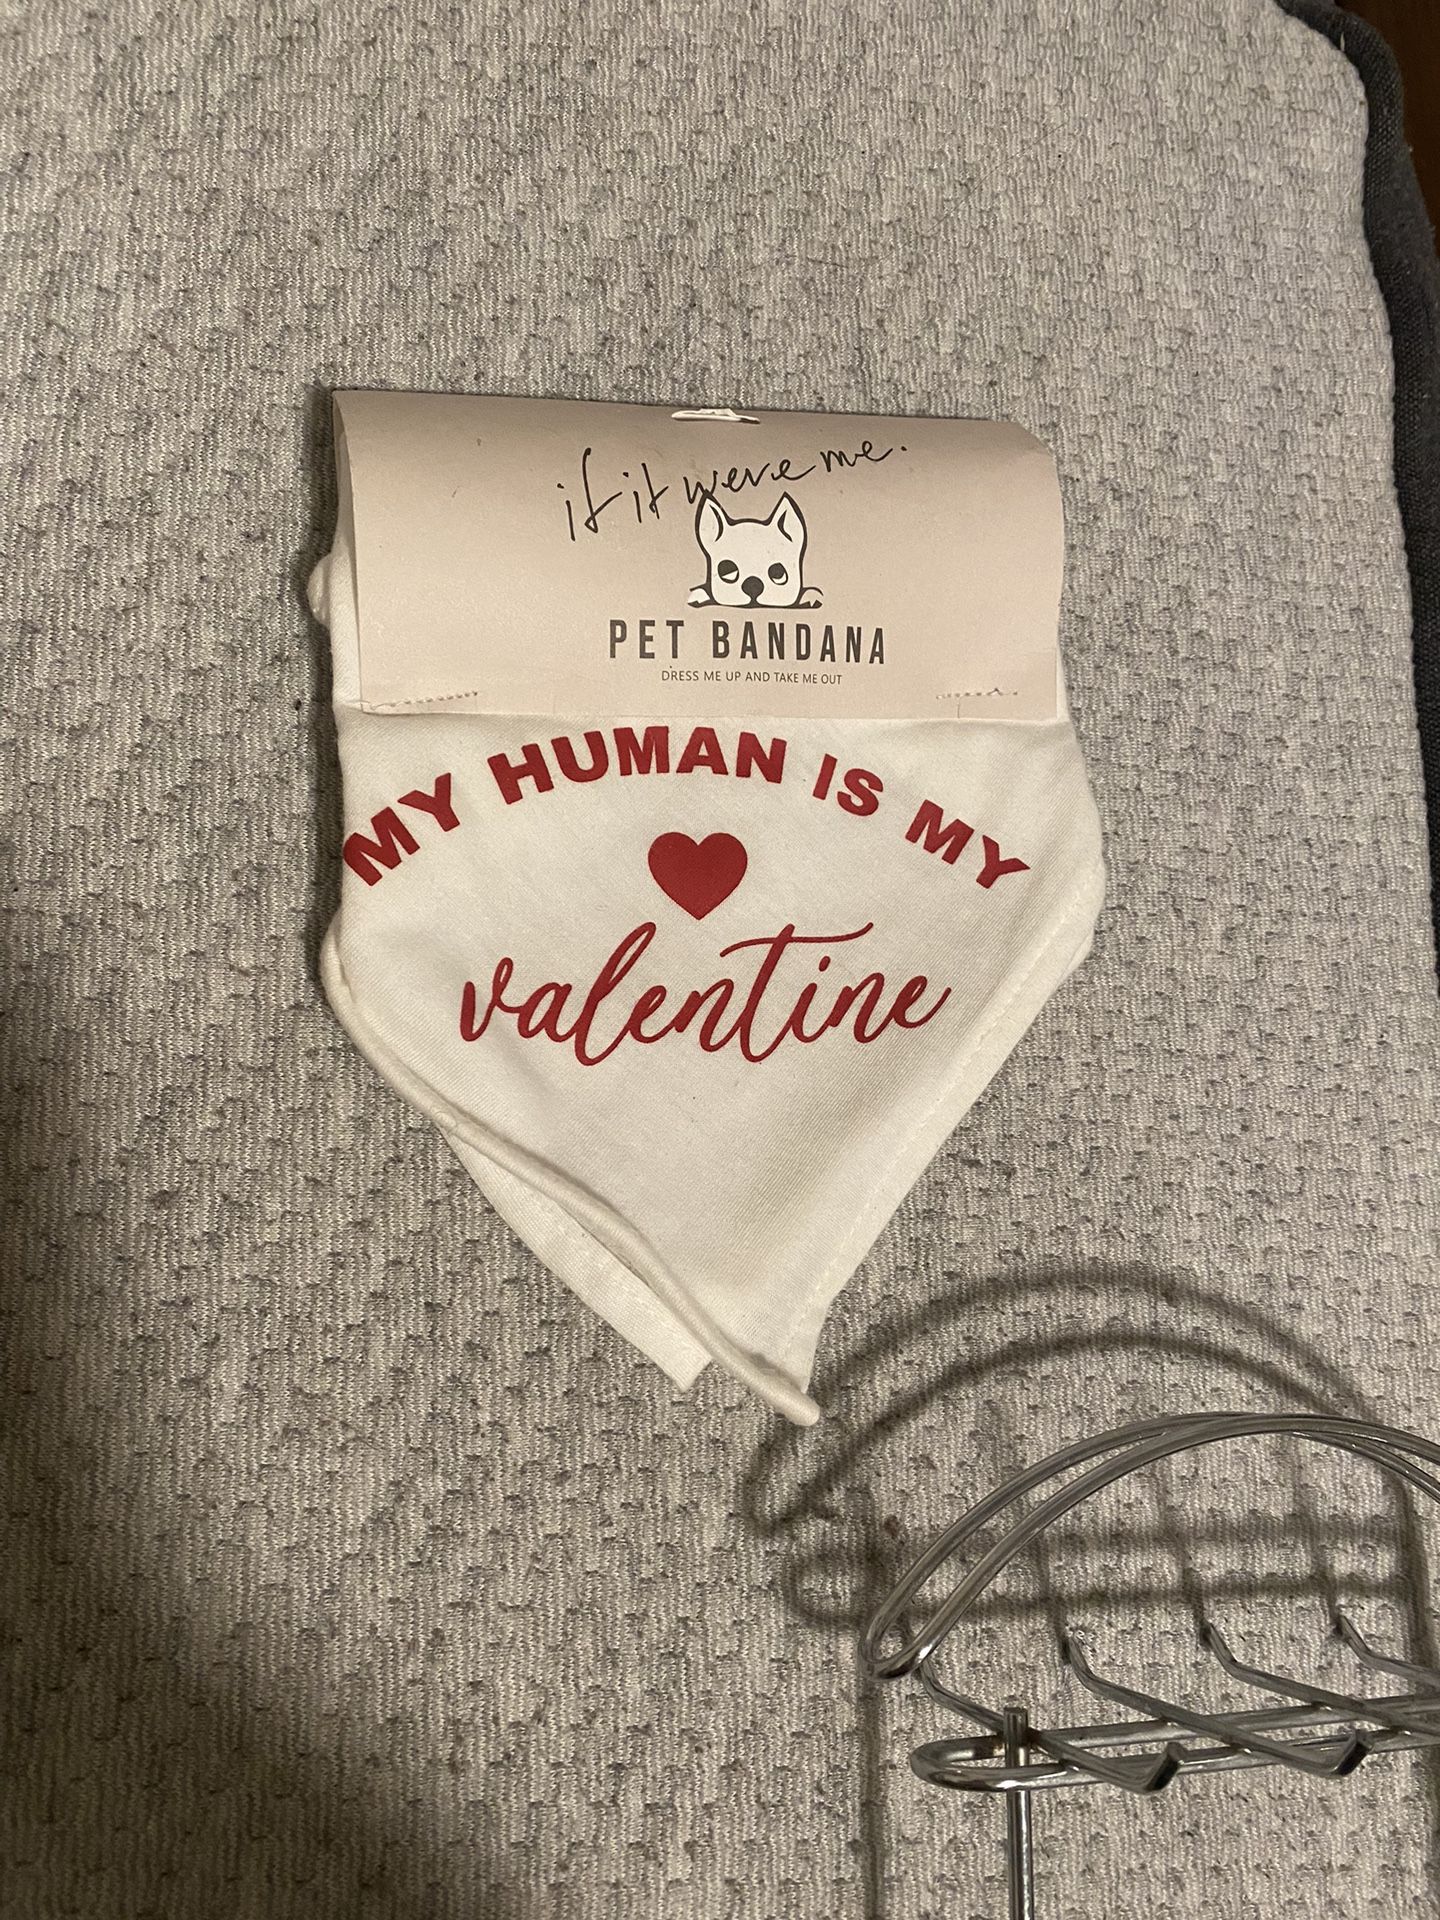 if it were me.
PET BANDANA
DRESS ME UP AND TAKE ME OUT
MY HUMAN IS MY
valentine